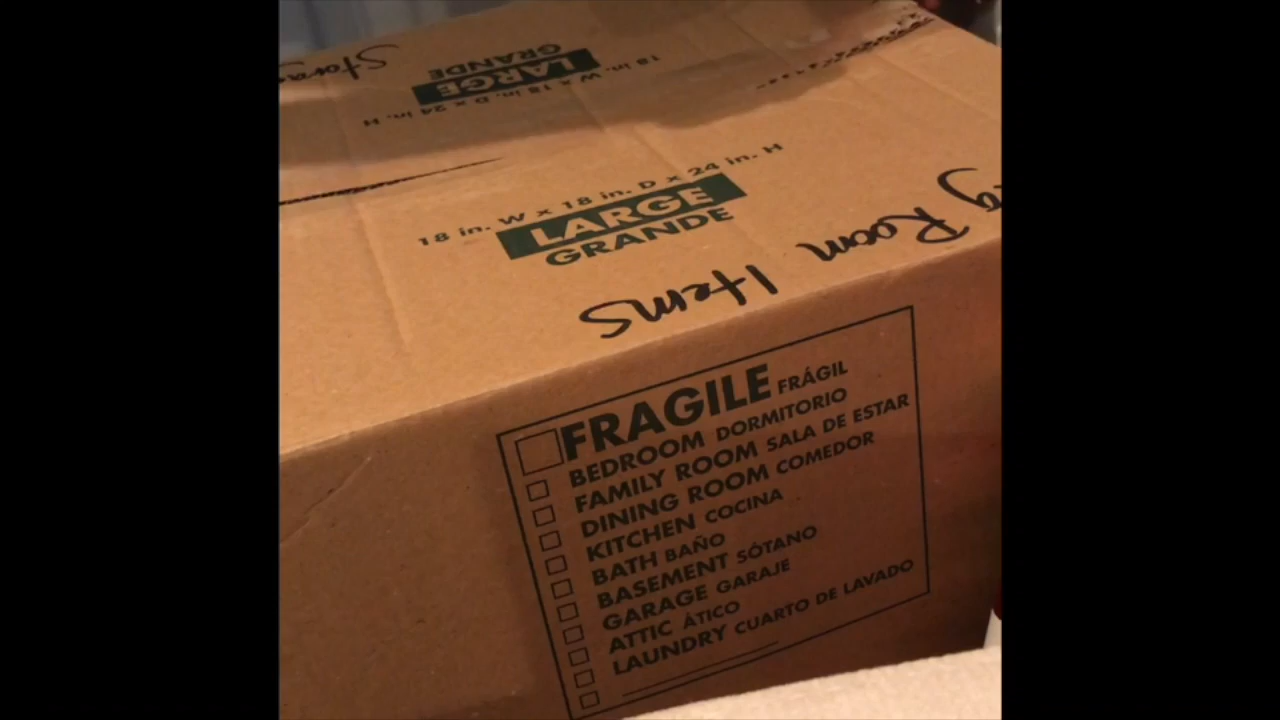 Storag
GRANDE
LARGE
18 in. W x 18 in. D x 24 in. H
18 in. W x 18 in. D x 24 in. H
LARGE
GRANDE
g Room Items
FRAGILE FRÁGIL
BEDROOM DORMITORIO
FAMILY ROOM SALA DE ESTAR
DINING ROOM COMEDOR
KITCHEN COCINA
BATH BAÑO
BASEMENT SÓTANO
GARAGE GARAJE
ATTIC ÁTICO
LAUNDRY CUARTO DE LAVADO